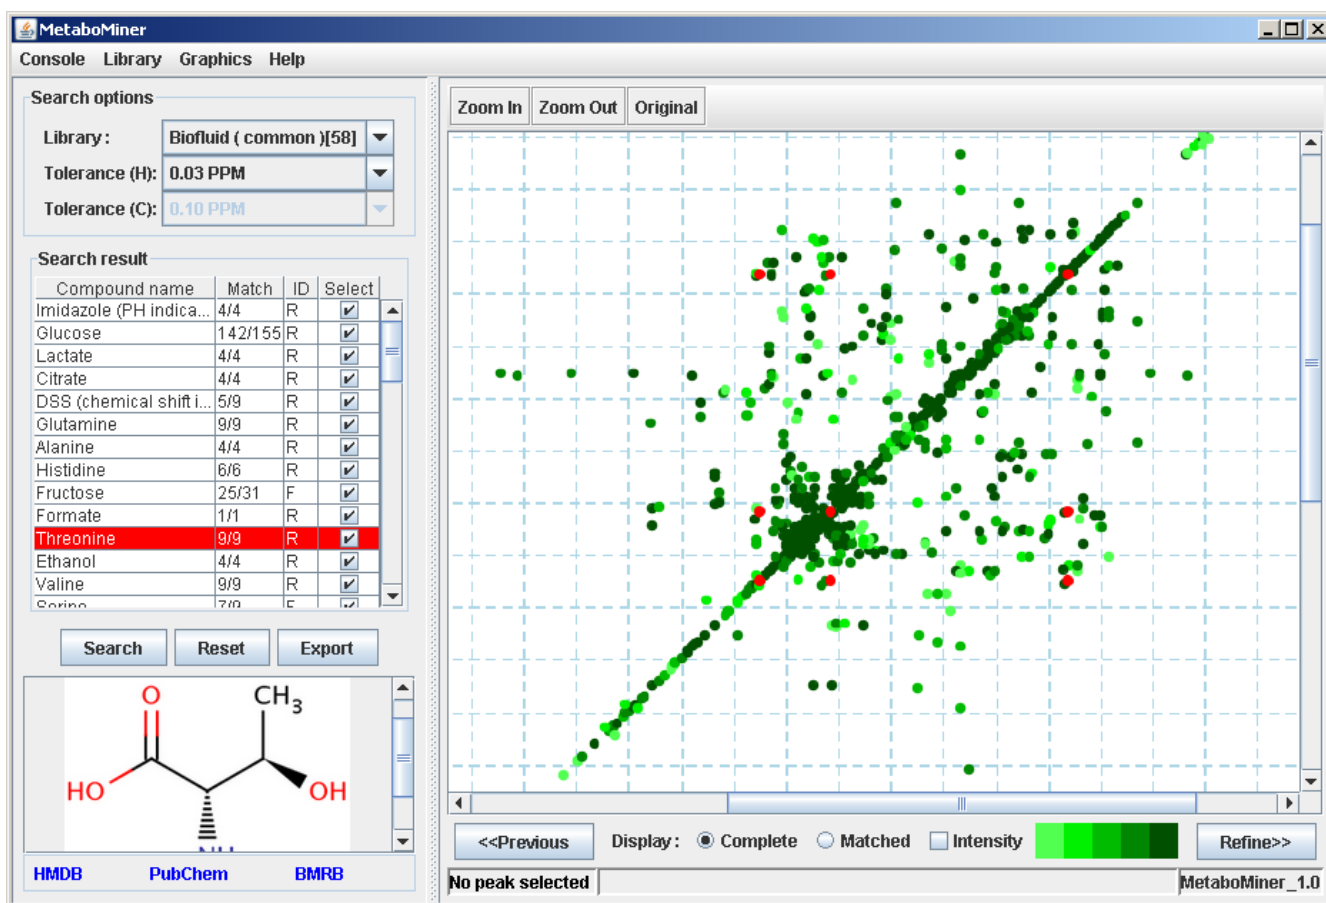 MetaboMiner
Console Library Graphics Help
Search options
Library : Biofluid ( common )[58]
Tolerance (H): 0.03 PPM
Tolerance (C): 0.10 PPM
Search result
Compound name Match ID Select
Imidazole (PH indica... 4/4 R
Glucose 142/155 R
Lactate 4/4 R
Citrate 4/4 R
DSS (chemical shift i... 5/9 R
Glutamine 9/9 R
Alanine 4/4 R
Histidine 6/6 R
Fructose 25/31 F
Formate 1/1 R
Threonine 9/9 R
Ethanol 4/4 R
Valine 9/9 R
Serine 7/9 F
Search Reset Export
O CH3
HO OH
NH
HMDB PubChem BMRB
Zoom In Zoom Out Original
<<Previous Display : Complete Matched Intensity Refine>>
No peak selected MetaboMiner_1.0